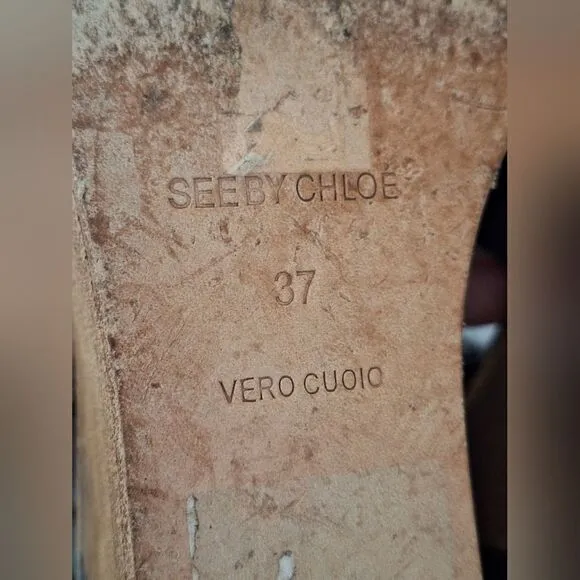 SEE BY CHLOÉ
37
VERO CUOIO